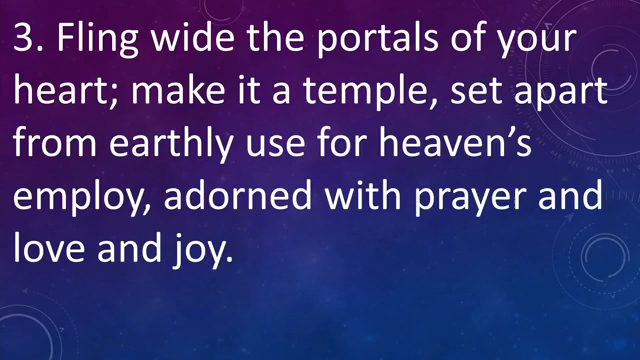 3. Fling wide the portals of your
heart; make it a temple, set apart
from earthly use for heaven’s
employ, adorned with prayer and
love and joy.